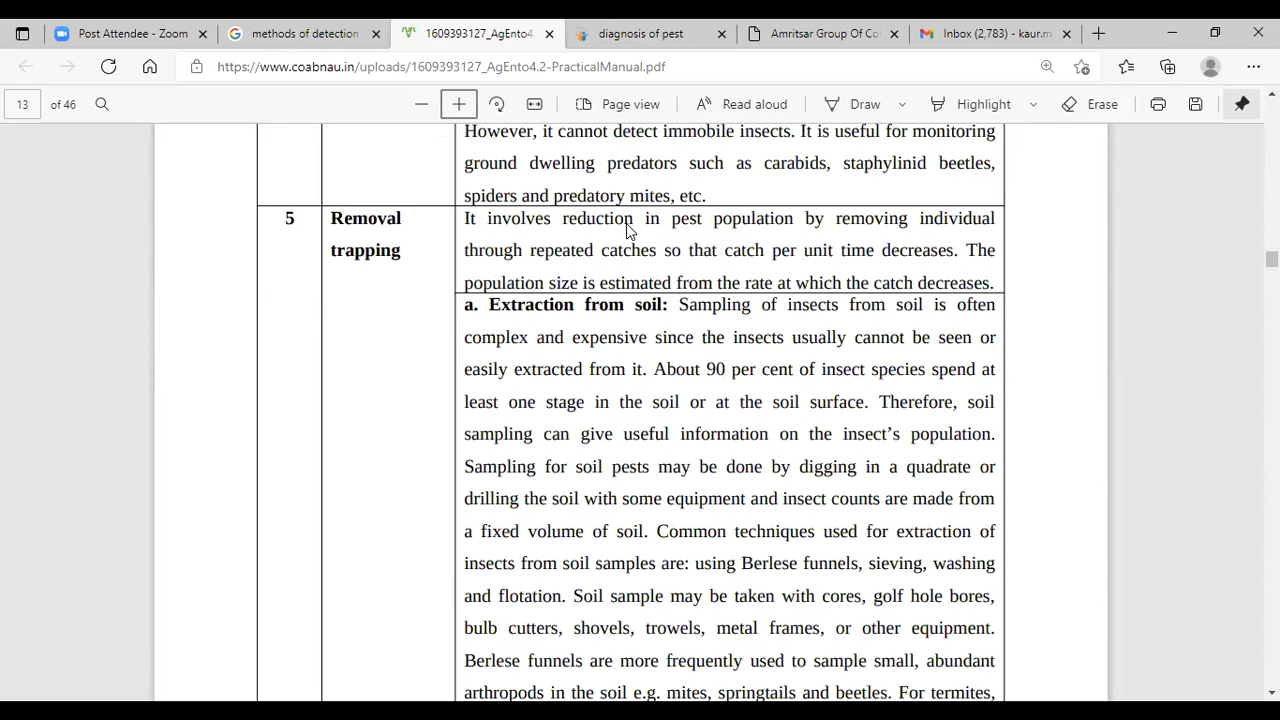 Post Attendee - Zoom
methods of detection
1609393127_AgEnto4.
diagnosis of pest
Amritsar Group Of Co
Inbox (2,783) - kaur.m
https://www.coabnau.in/uploads/1609393127_AgEnto4.2-PracticalManual.pdf
13 of 46
Page view
Read aloud
Draw
Highlight
Erase
However, it cannot detect immobile insects. It is useful for monitoring
ground dwelling predators such as carabids, staphylinid beetles,
spiders and predatory mites, etc.
5 Removal It involves reduction in pest population by removing individual
trapping through repeated catches so that catch per unit time decreases. The
population size is estimated from the rate at which the catch decreases.
a. Extraction from soil: Sampling of insects from soil is often
complex and expensive since the insects usually cannot be seen or
easily extracted from it. About 90 per cent of insect species spend at
least one stage in the soil or at the soil surface. Therefore, soil
sampling can give useful information on the insect’s population.
Sampling for soil pests may be done by digging in a quadrate or
drilling the soil with some equipment and insect counts are made from
a fixed volume of soil. Common techniques used for extraction of
insects from soil samples are: using Berlese funnels, sieving, washing
and flotation. Soil sample may be taken with cores, golf hole bores,
bulb cutters, shovels, trowels, metal frames, or other equipment.
Berlese funnels are more frequently used to sample small, abundant
arthropods in the soil e.g. mites, springtails and beetles. For termites,